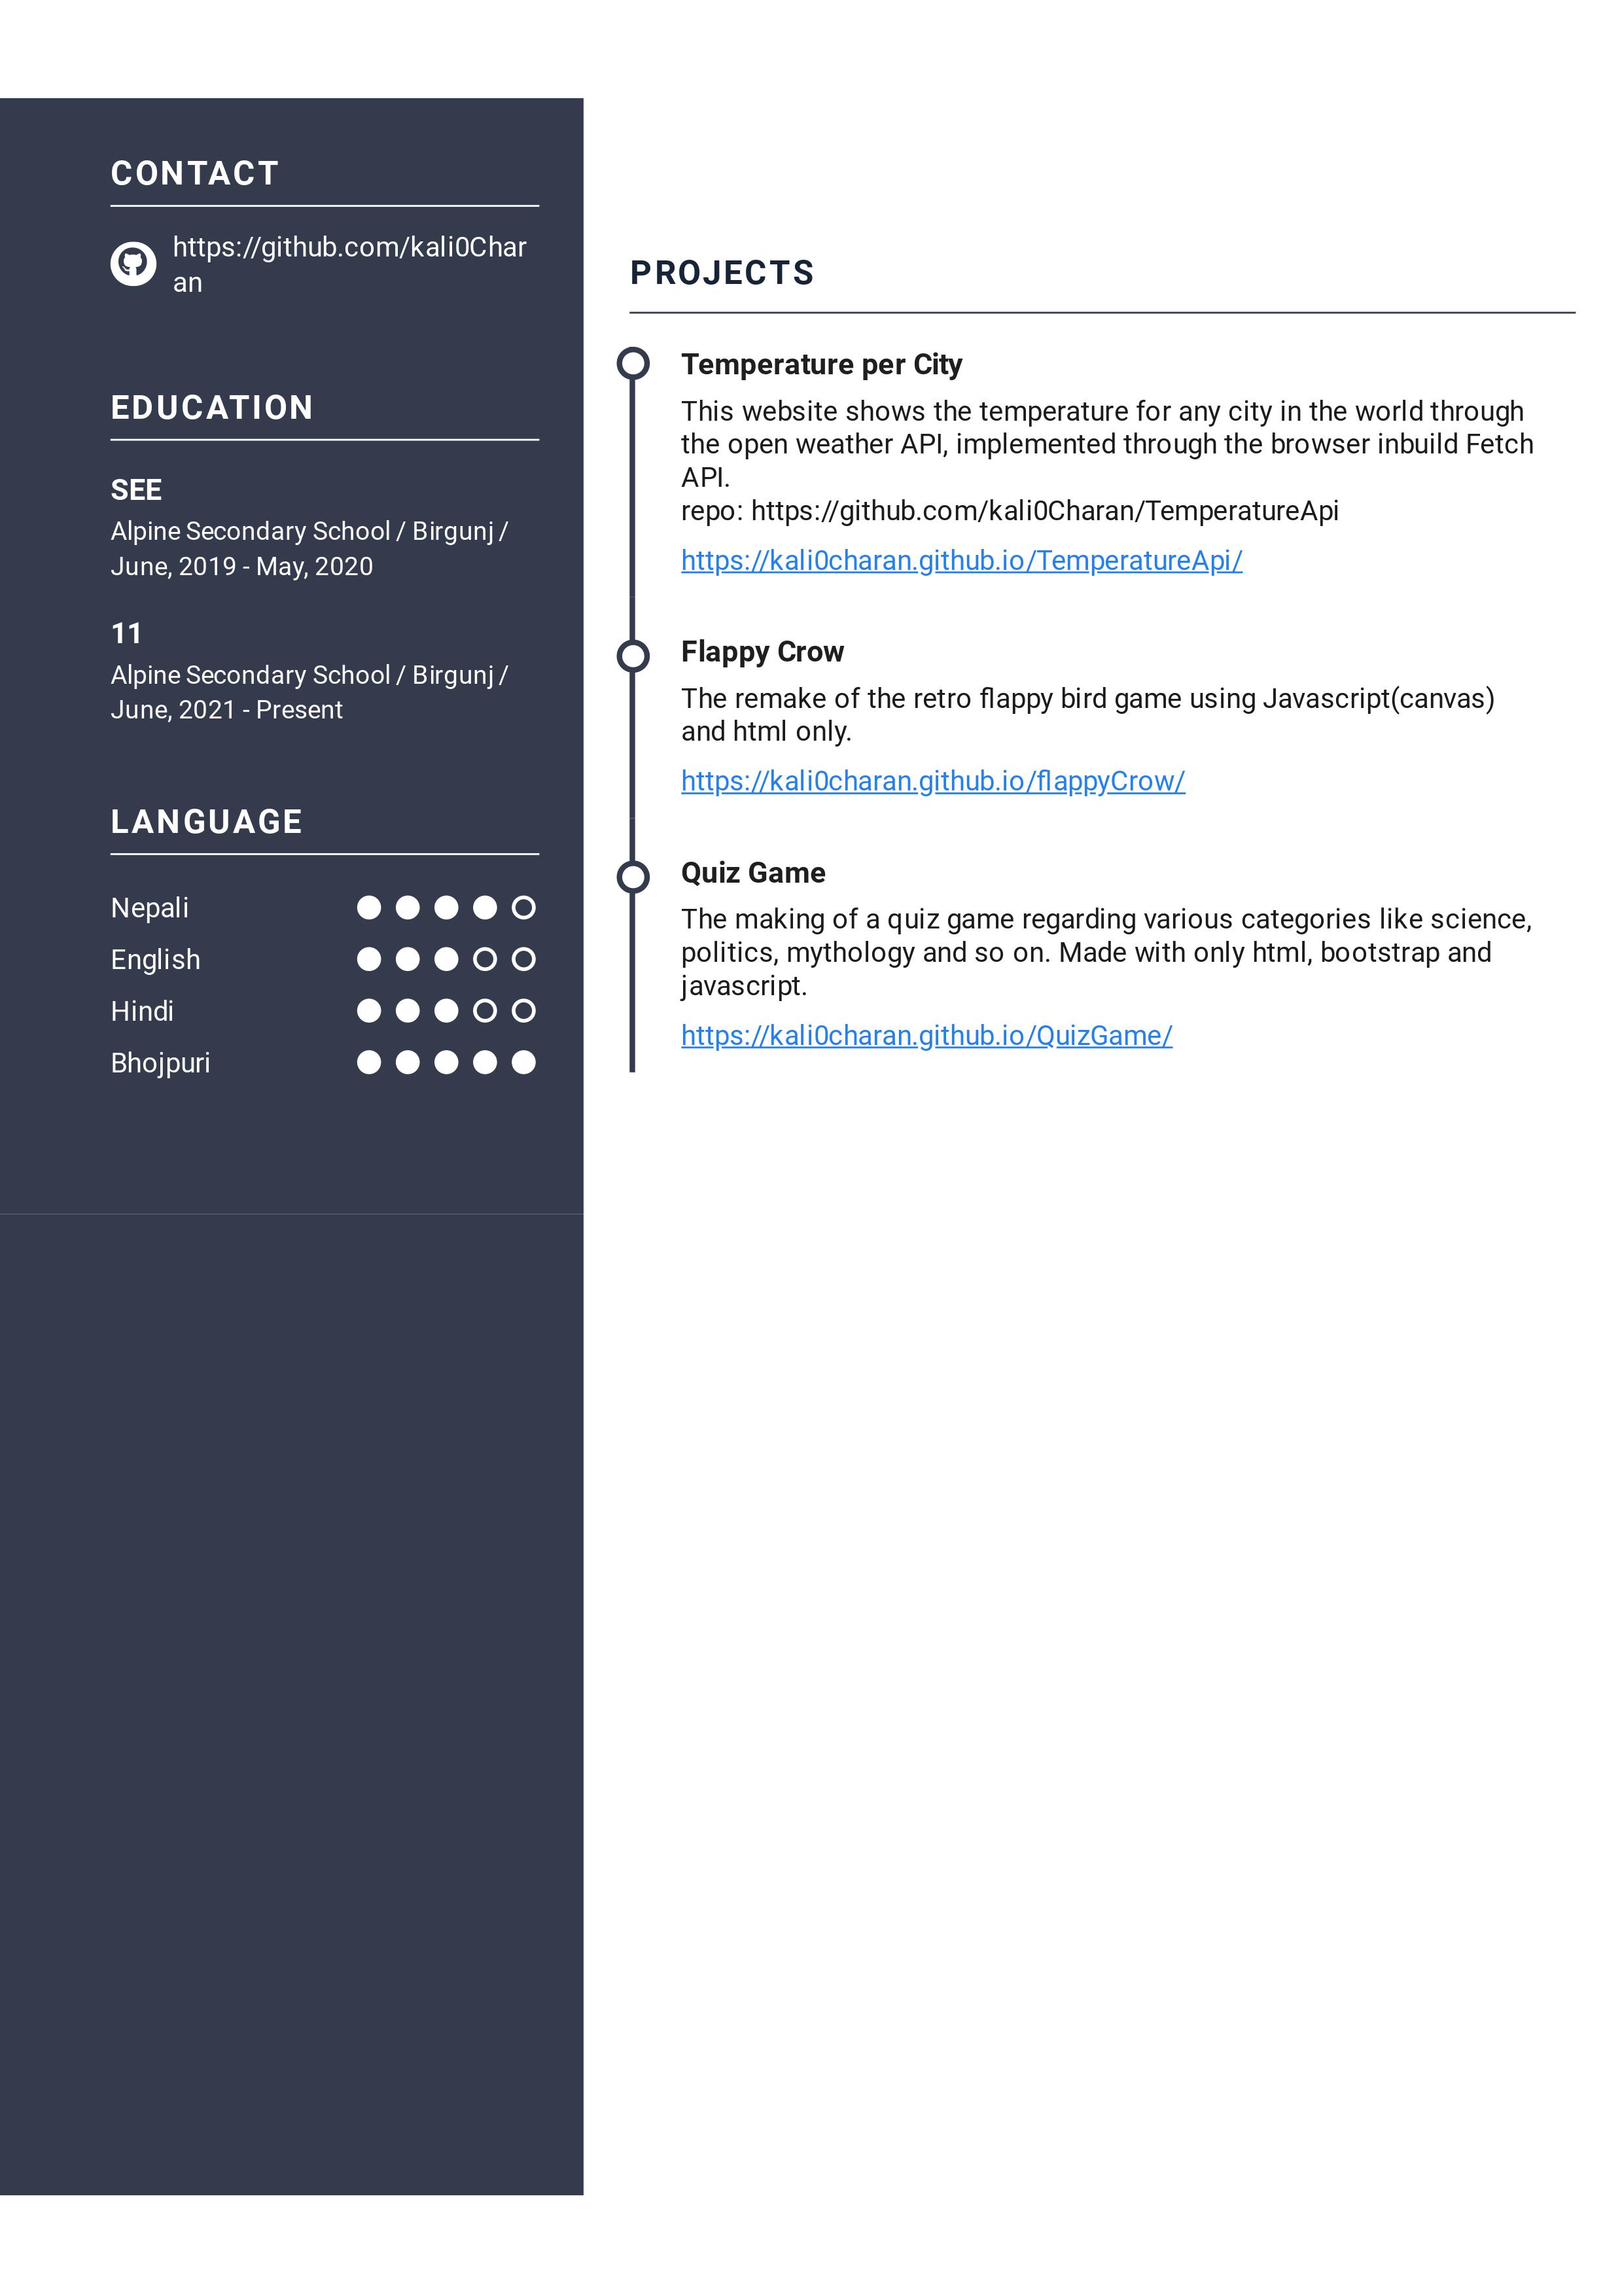 CONTACT
https://github.com/kali0Char
an
EDUCATION
SEE
Alpine Secondary School / Birgunj /
June, 2019 - May, 2020
11
Alpine Secondary School / Birgunj /
June, 2021 - Present
LANGUAGE
Nepali
English
Hindi
Bhojpuri
PROJECTS
Temperature per City
This website shows the temperature for any city in the world through
the open weather API, implemented through the browser inbuild Fetch
API.
repo: https://github.com/kali0Charan/TemperatureApi
https://kali0charan.github.io/TemperatureApi/
Flappy Crow
The remake of the retro flappy bird game using Javascript(canvas)
and html only.
https://kali0charan.github.io/flappyCrow/
Quiz Game
The making of a quiz game regarding various categories like science,
politics, mythology and so on. Made with only html, bootstrap and
javascript.
https://kali0charan.github.io/QuizGame/